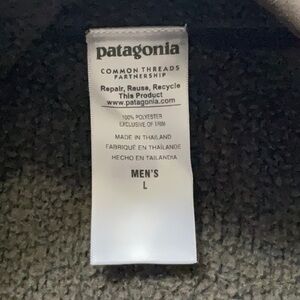 patagonia
COMMON THREADS
PARTNERSHIP
Repair, Reuse, Recycle
This Product
www.patagonia.com
100% POLYESTER
EXCLUSIVE OF TRIM
MADE IN THAILAND
FABRIQUÉ EN THAÏLANDE
HECHO EN TAILANDIA
MEN'S
L